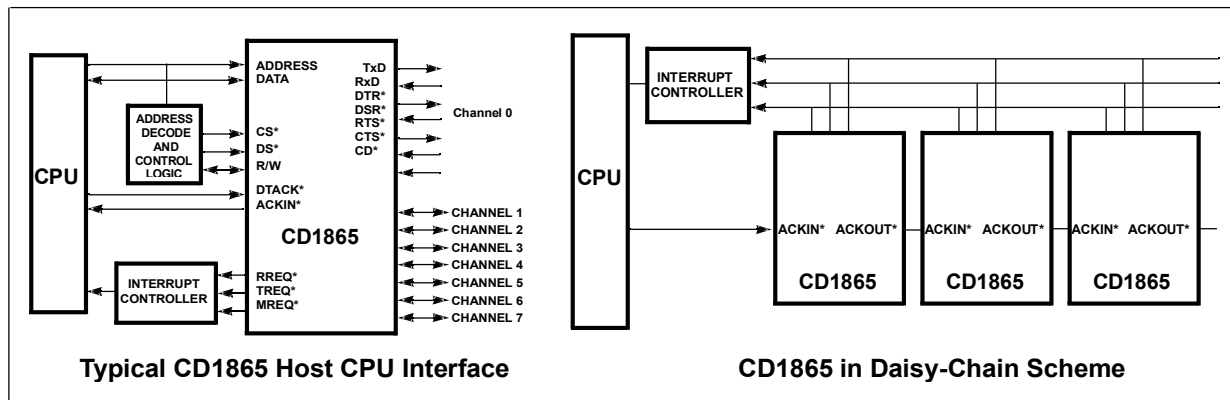 CPU
ADDRESS
DECODE
AND
CONTROL
LOGIC
INTERRUPT
CONTROLLER
ADDRESS
DATA
CS*
DS*
R/W
DTACK*
ACKIN*
CD1865
RREQ*
TREQ*
MREQ*
TxD
RxD
DTR*
DSR*
RTS*
CTS*
CD*
Channel 0
CHANNEL 1
CHANNEL 2
CHANNEL 3
CHANNEL 4
CHANNEL 5
CHANNEL 6
CHANNEL 7
Typical CD1865 Host CPU Interface
CPU
INTERRUPT
CONTROLLER
ACKIN* ACKOUT*
CD1865
ACKIN* ACKOUT*
CD1865
ACKIN* ACKOUT*
CD1865
CD1865 in Daisy-Chain Scheme